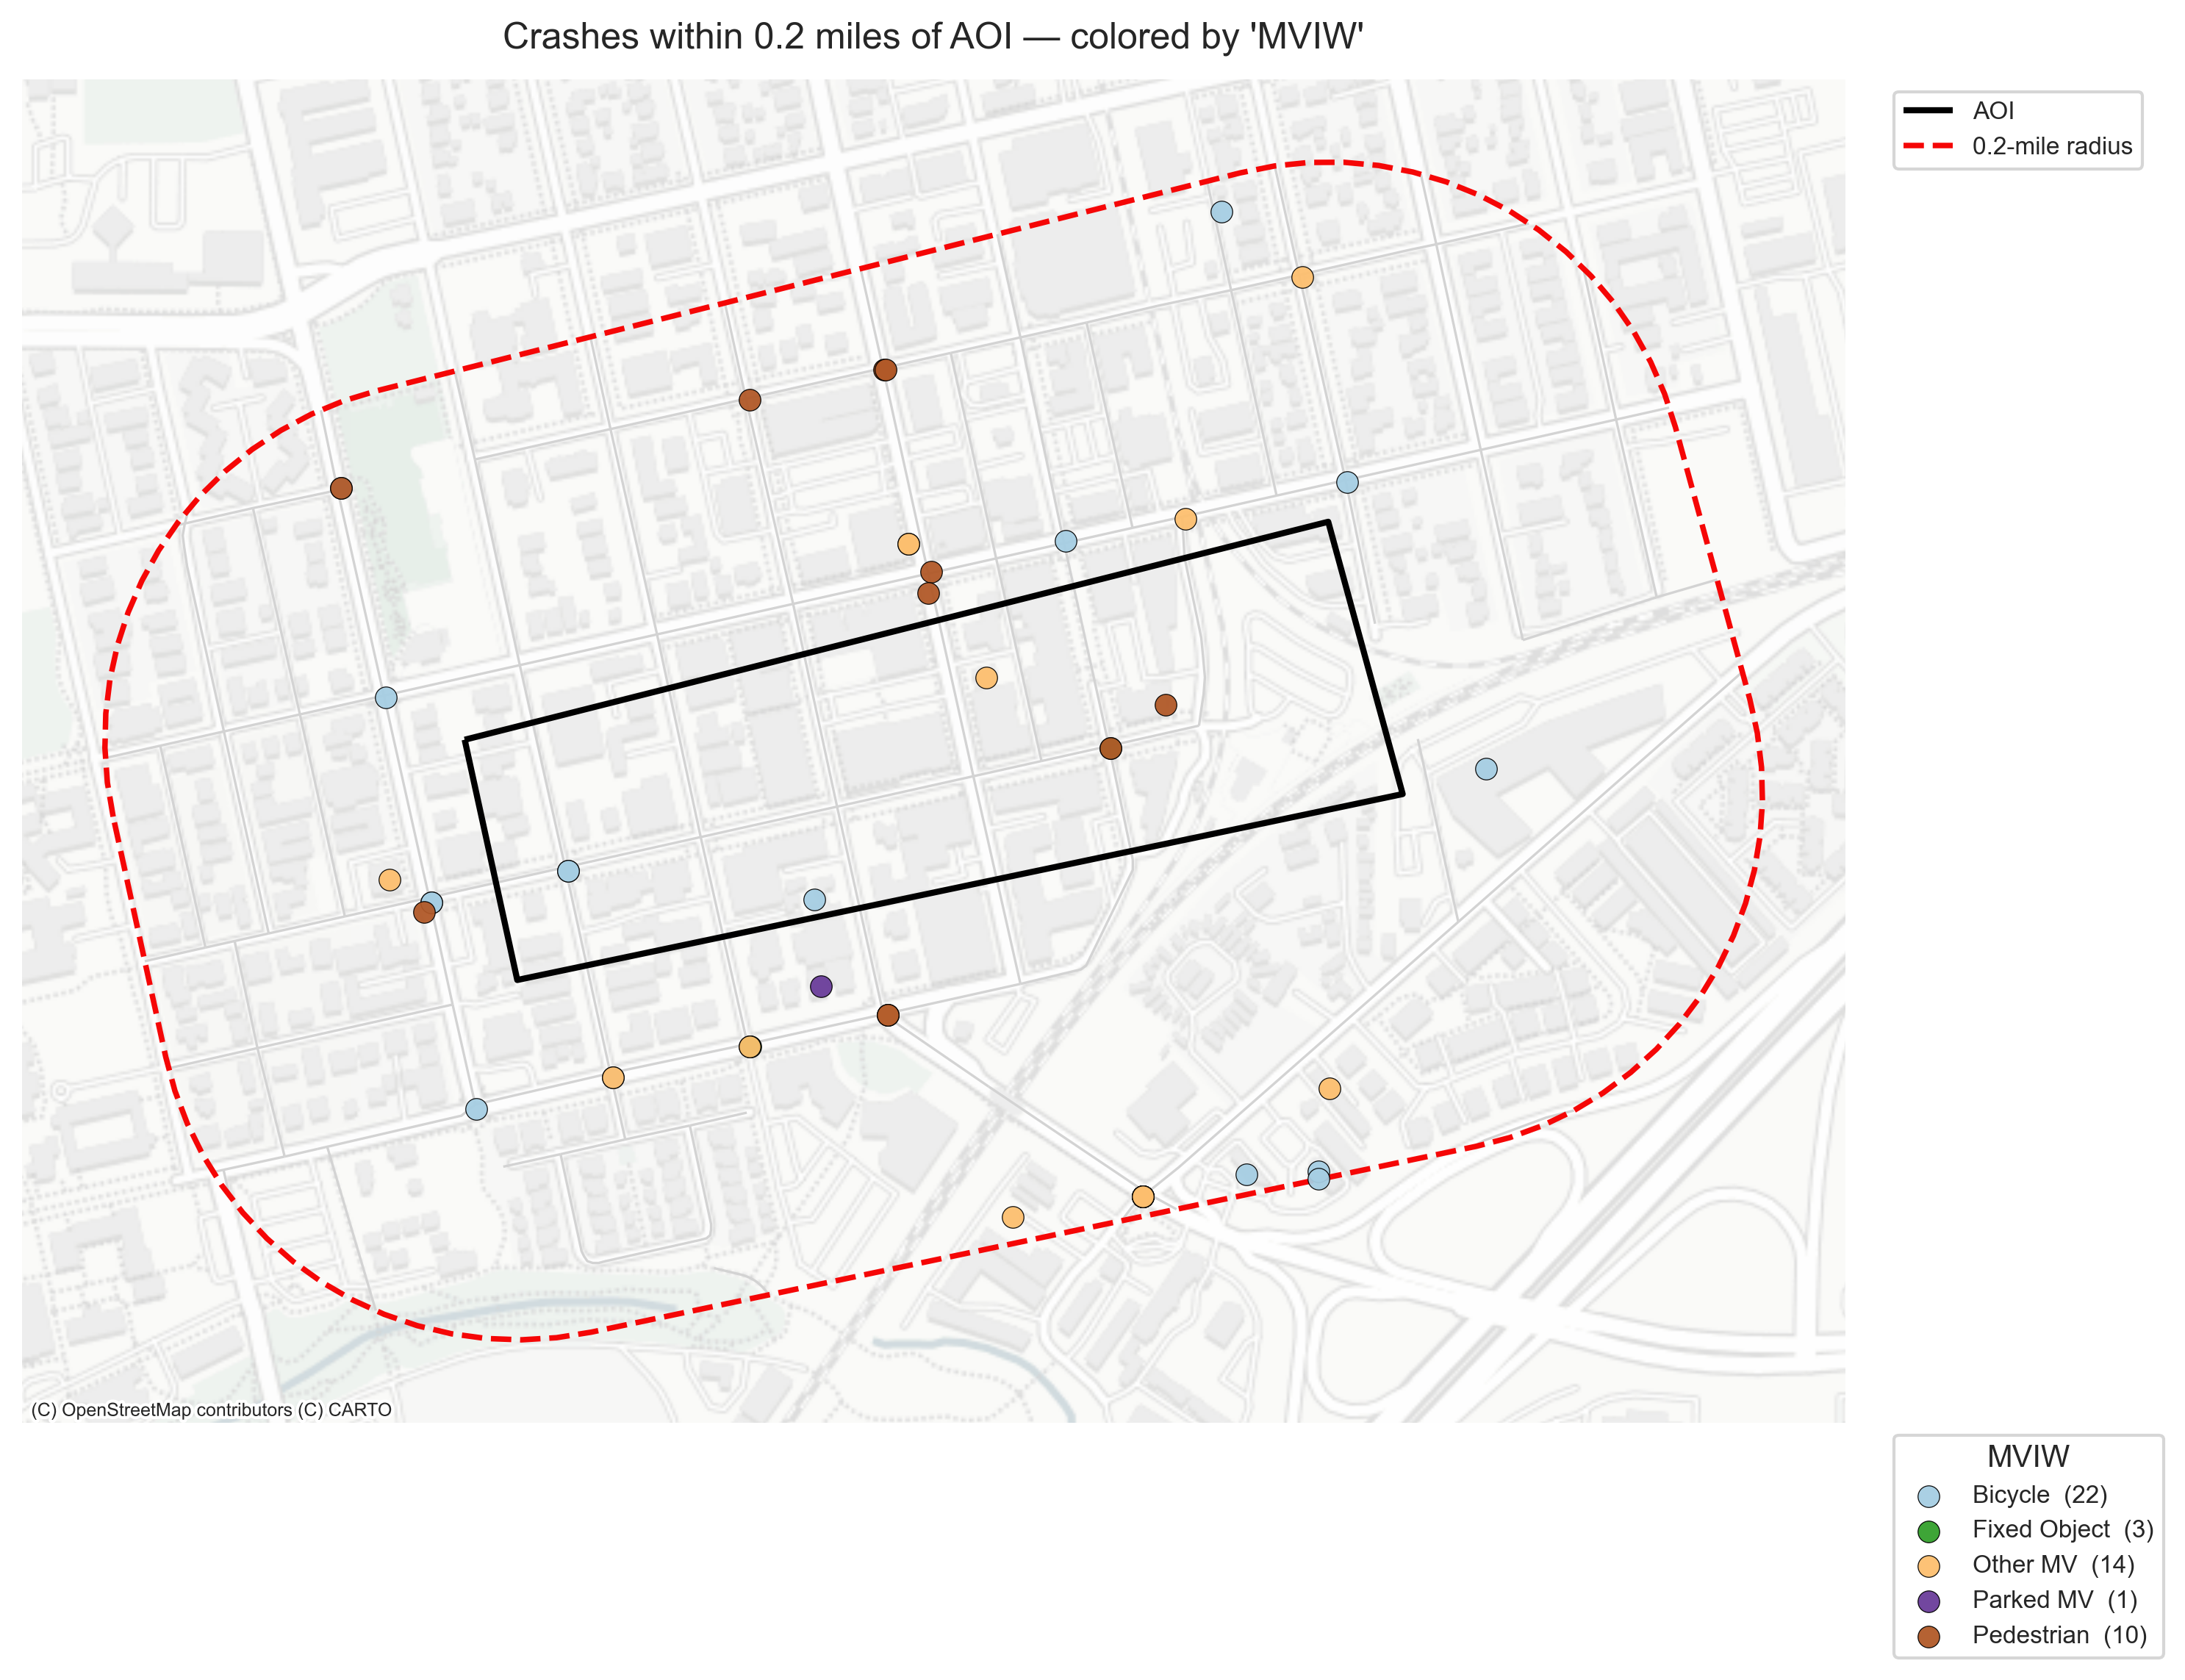 Crashes within 0.2 miles of AOI — colored by 'MVIW'
AOI
0.2-mile radius
(C) OpenStreetMap contributors (C) CARTO
MVIW
Bicycle (22)
Fixed Object (3)
Other MV (14)
Parked MV (1)
Pedestrian (10)